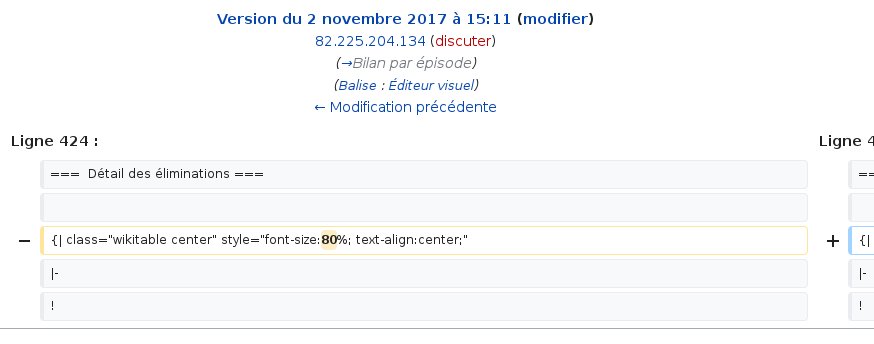 Version du 2 novembre 2017 à 15:11 (modifier)
82.225.204.134 (discuter)
(→Bilan par épisode)
(Balise : Éditeur visuel)
← Modification précédente
Ligne 424 :
Ligne 4
=== Détail des éliminations ===
==
− {| class="wikitable center" style="font-size:80%; text-align:center;"
+ {|
|-
|-
!
!